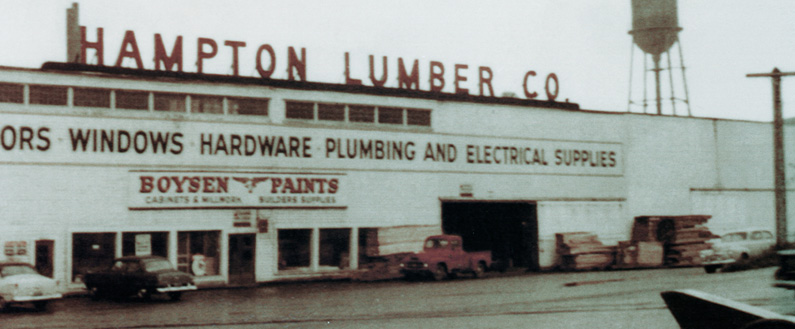 HAMPTON LUMBER CO.
ORS WINDOWS · HARDWARE · PLUMBING AND ELECTRICAL SUPPLIES
BOYSEN PAINTS
CABINETS & MILLWORK BUILDERS SUPPLIES